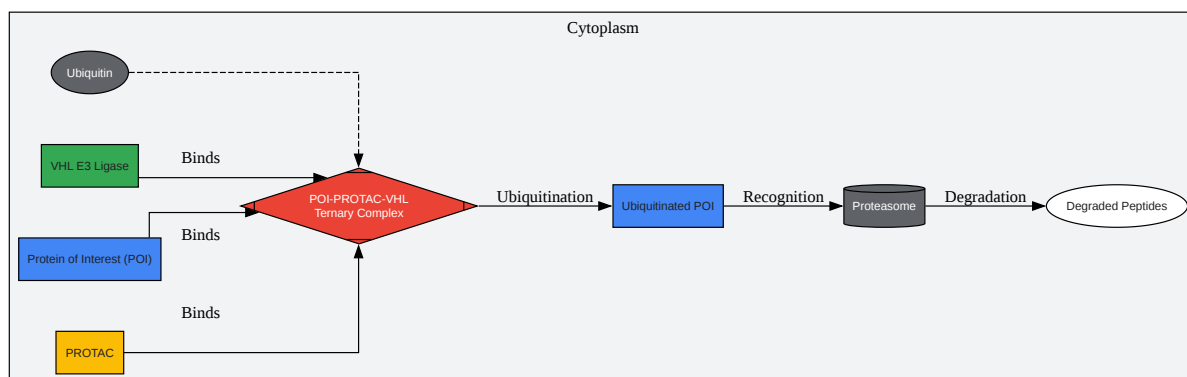 Cytoplasm
Ubiquitin
VHL E3 Ligase
Binds
POI-PROTAC-VHL
Ternary Complex
Ubiquitination
Ubiquitinated POI
Recognition
Proteasome
Degradation
Degraded Peptides
Binds
Protein of Interest (POI)
Binds
PROTAC